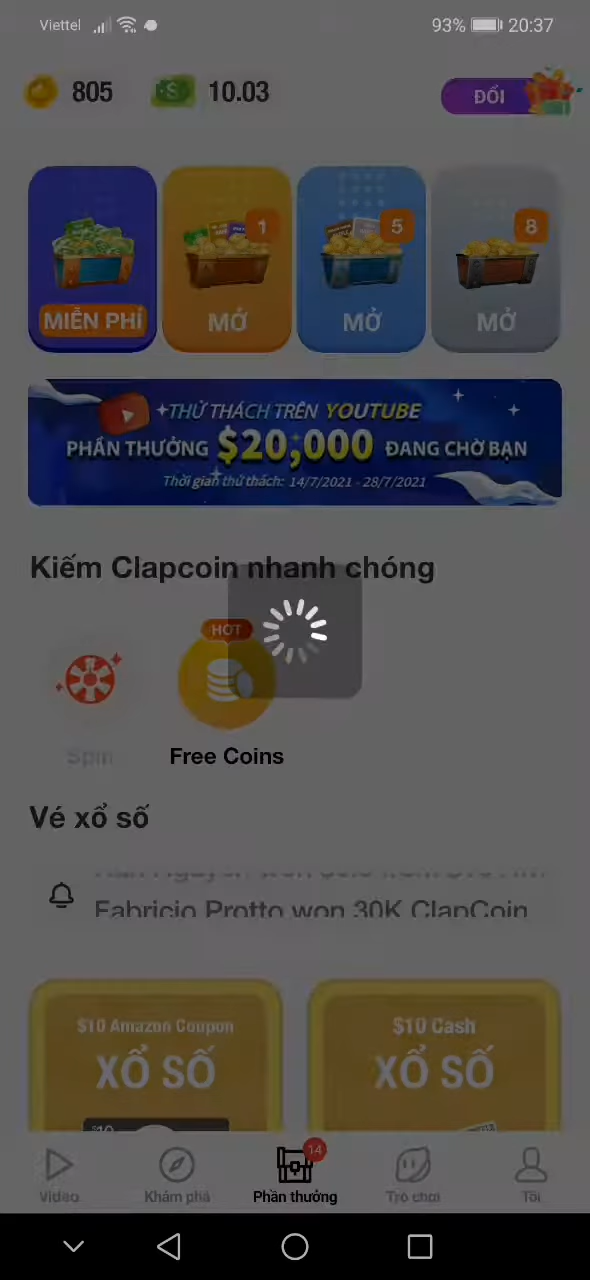 Viettel 93% 20:37
805 10.03 ĐỔI
1 5 8
MIỄN PHÍ MỞ MỞ MỞ
THỬ THÁCH TRÊN YOUTUBE
PHẦN THƯỞNG $20,000 ĐANG CHỜ BẠN
Thời gian thử thách: 14/7/2021 - 28/7/2021
Kiếm Clapcoin nhanh chóng
HOT
Spin Free Coins
Vé xổ số
Fabricio Protto won 30K ClapCoin
$10 Amazon Coupon $10 Cash
XỔ SỐ XỔ SỐ
$10
14
Video Khám phá Phần thưởng Trò chơi Tôi